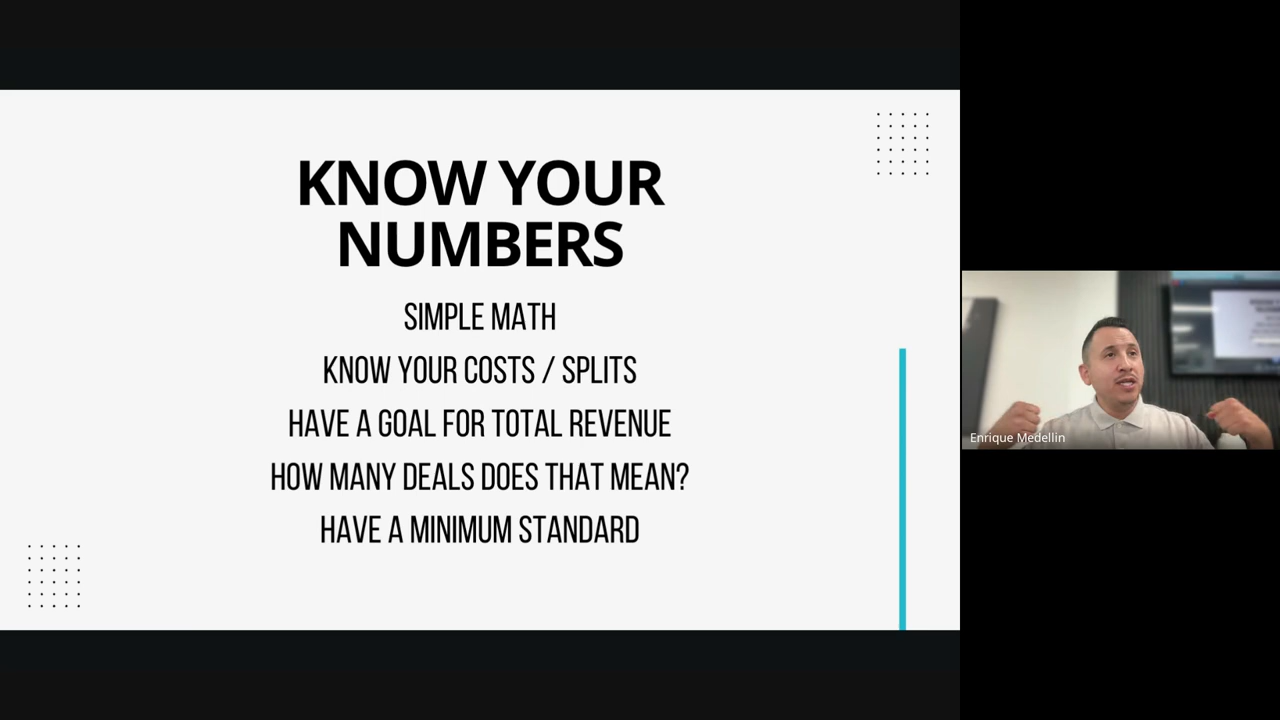 KNOW YOUR
NUMBERS
SIMPLE MATH
KNOW YOUR COSTS / SPLITS
HAVE A GOAL FOR TOTAL REVENUE
HOW MANY DEALS DOES THAT MEAN?
HAVE A MINIMUM STANDARD
Enrique Medellin